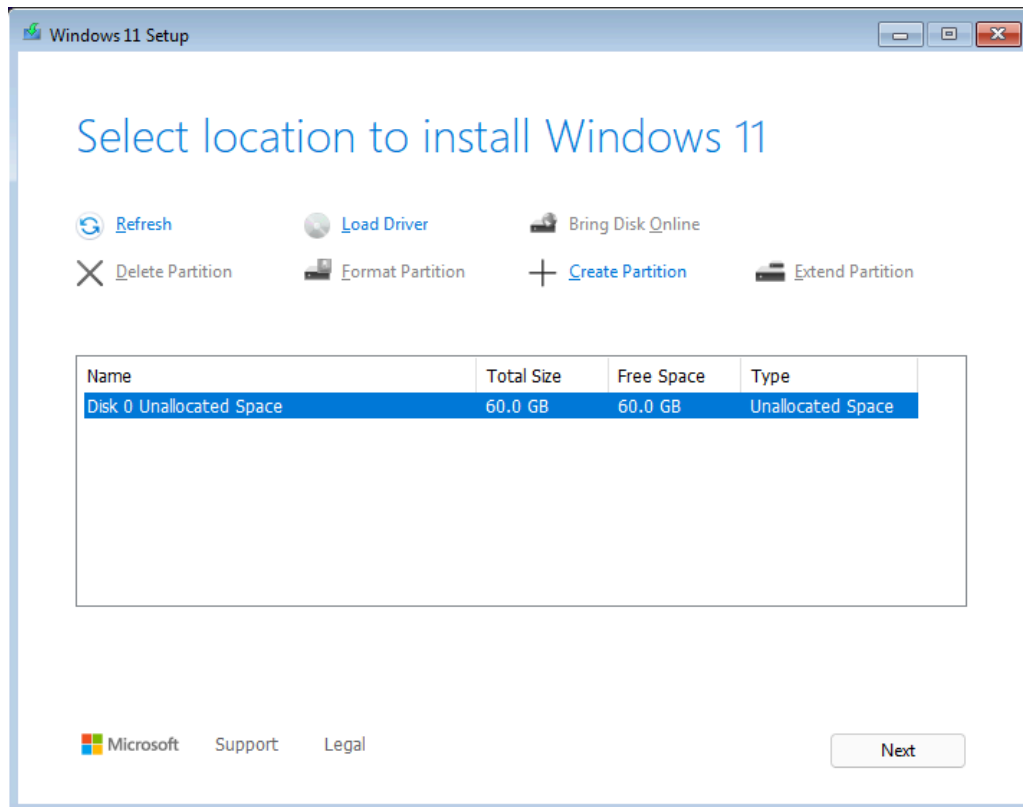 Windows 11 Setup
Select location to install Windows 11
Refresh Load Driver Bring Disk Online
Delete Partition Format Partition Create Partition Extend Partition
Name Total Size Free Space Type
Disk 0 Unallocated Space 60.0 GB 60.0 GB Unallocated Space
Microsoft Support Legal Next